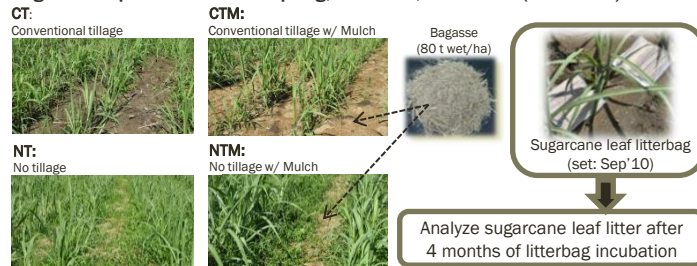 CT:
Conventional tillage
CTM:
Conventional tillage w/ Mulch
NT:
No tillage
NTM:
No tillage w/ Mulch
Bagasse
(80 t wet/ha)
Sugarcane leaf litterbag
(set: Sep'10)
Analyze sugarcane leaf litter after
4 months of litterbag incubation